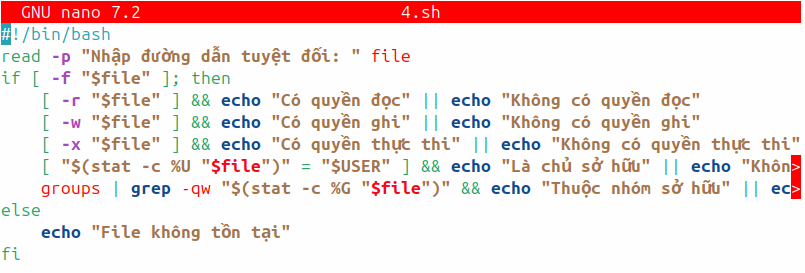 GNU nano 7.2 4.sh
#!/bin/bash
read -p "Nhập đường dẫn tuyệt đối: " file
if [ -f "$file" ]; then
    [ -r "$file" ] && echo "Có quyền đọc" || echo "Không có quyền đọc"
    [ -w "$file" ] && echo "Có quyền ghi" || echo "Không có quyền ghi"
    [ -x "$file" ] && echo "Có quyền thực thi" || echo "Không có quyền thực thi"
    [ "$(stat -c %U "$file")" = "$USER" ] && echo "Là chủ sở hữu" || echo "Khôn>
    groups | grep -qw "$(stat -c %G "$file")" && echo "Thuộc nhóm sở hữu" || ec>
else
    echo "File không tồn tại"
fi